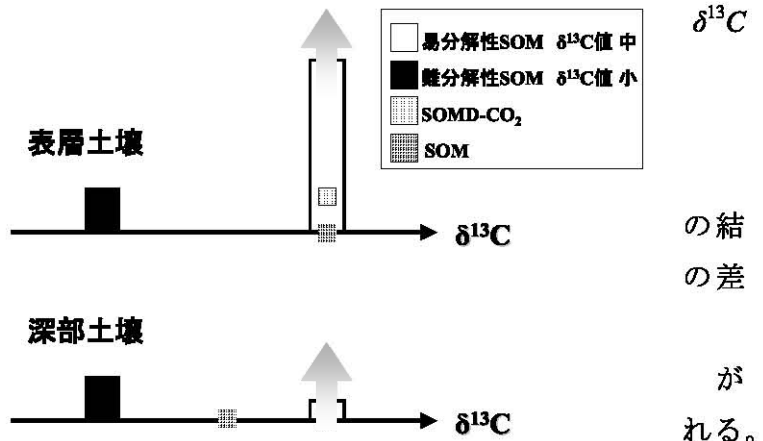 δ¹³C
易分解性SOM δ¹³C値 中
難分解性SOM δ¹³C値 小
SOMD-CO₂
SOM
表層土壌
δ¹³C
の結
の差
深部土壌
が
δ¹³C
れる。